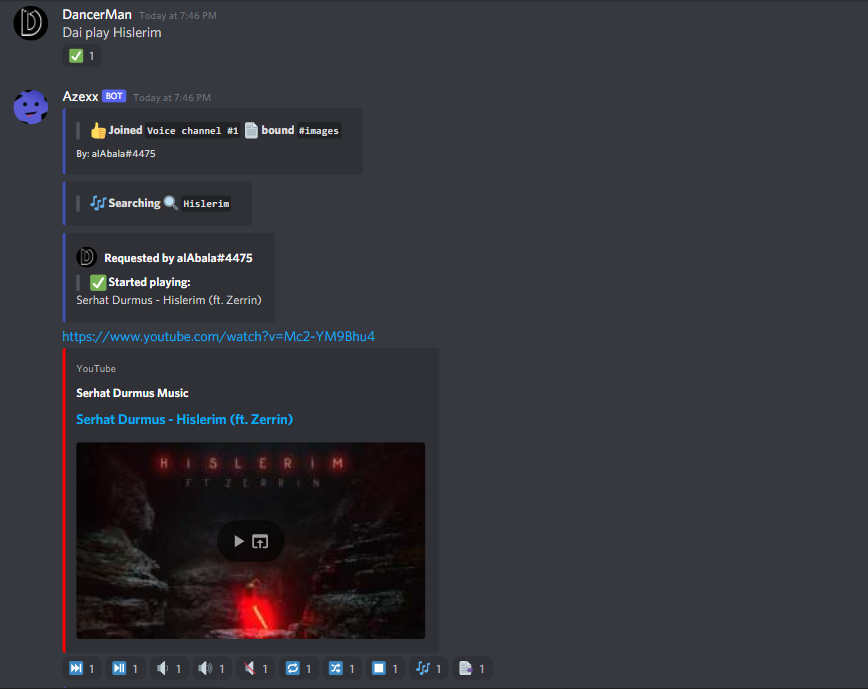 DancerMan Today at 7:46 PM
Dai play Hislerim
1
Azexx BOT Today at 7:46 PM
Joined Voice channel #1 bound #images
By: alAbala#4475
Searching Hislerim
Requested by alAbala#4475
Started playing:
Serhat Durmus - Hislerim (ft. Zerrin)
https://www.youtube.com/watch?v=Mc2-YM9Bhu4
YouTube
Serhat Durmus Music
Serhat Durmus - Hislerim (ft. Zerrin)
HISLERIM
FT ZERRIN
1 1 1 1 1 1 1 1 1 1